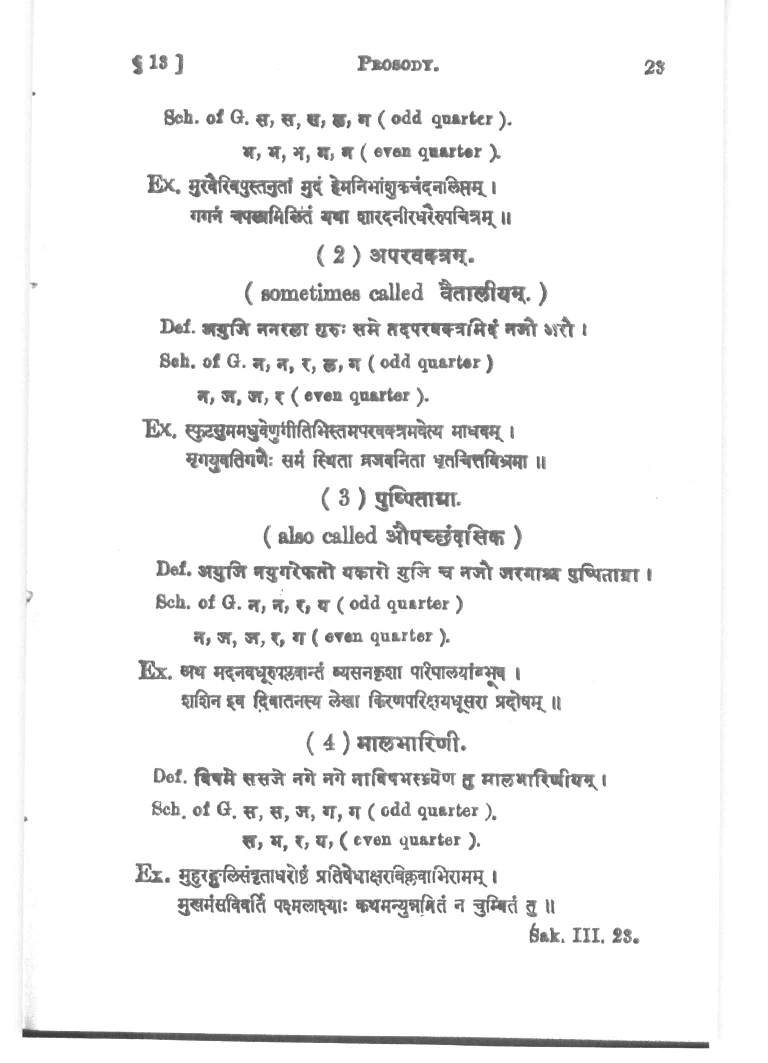 § 13 ] PROSODY. 23
Sch. of G. स, स, स, ल, ग ( odd quarter ).
भ, भ, भ, ग, ग ( even quarter ).
Ex. मुरवैरिवपुस्तनुतां मुदं हेमनिभांशुकचंदनालिप्तम् ।
गगनं चपलामिलितं यथा शारदनीरधरैरुपचित्रम् ॥
( 2 ) अपरवक्त्रम्.
( sometimes called वैतालीयम्. )
Def. अयुजि ननरला गुरुः समे तदपरवक्त्रमिदं नजौ जरौ ।
Sch. of G. न, न, र, ल, ग ( odd quarter )
न, ज, ज, र ( even quarter ).
Ex. स्फुटसुमधुरवेणुगीतिभिस्तमपरवक्त्रमवेत्य माधवम् ।
मृगयुवतिगणैः समं स्थिता व्रजवनिता धृतचित्तविभ्रमा ॥
( 3 ) पुष्पिताग्रा.
( also called औपच्छंदसिक )
Def. अयुजि नयुगरेफतो यकारो युजि च नजौ जरगाश्च पुष्पिताग्रा ।
Sch. of G. न, न, र, य ( odd quarter )
न, ज, ज, र, ग ( even quarter ).
Ex. अथ मदनवधूरुपप्लवान्तं व्यसनकृशा परिपालयांबभूव ।
शशिन इव दिवातनस्य लेखा किरणपरिक्षयधूसरा प्रदोषम् ॥
( 4 ) मालभारिणी.
Def. विषमे ससजे नगे नगे तु मालभारिणीयम् ।
Sch. of G. स, स, ज, ग, ग ( odd quarter ).
स, भ, र, य, ( even quarter ).
Ex. मुहुरङ्गुलिसंवृताधरोष्ठं प्रतिषेधाक्षरविक्लवाभिरामम् ।
मुखमंसविवर्ति पक्ष्मलाक्ष्याः कथमप्युन्नमितं न चुम्बितं तु ॥
Śak. III. 23.